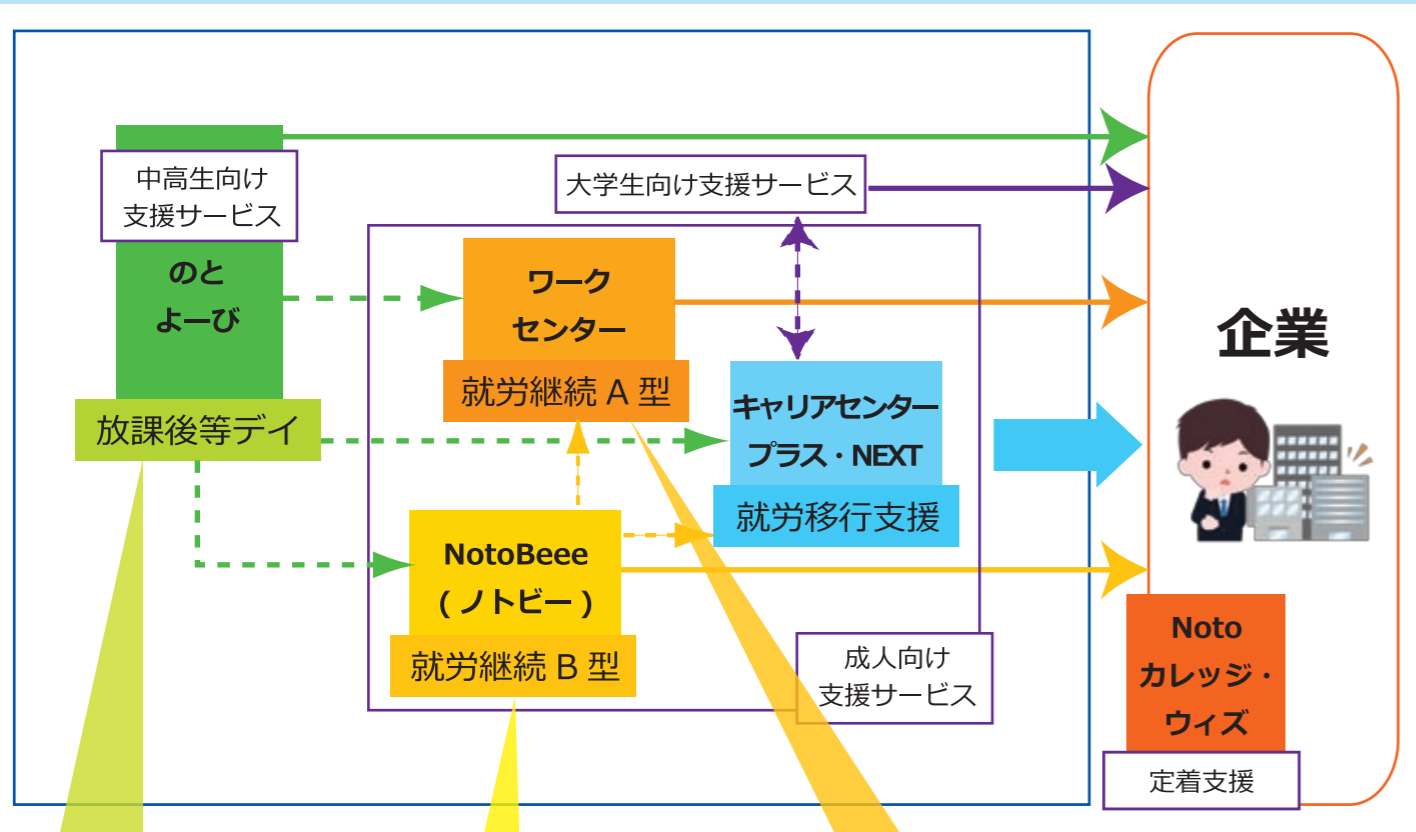 中高生向け
支援サービス
のと
よーび
放課後等デイ
大学生向け支援サービス
ワーク
センター
就労継続 A 型
キャリアセンター
プラス・NEXT
就労移行支援
NotoBeee
( ノトビー )
就労継続 B 型
成人向け
支援サービス
企業
Noto
カレッジ・
ウィズ
定着支援